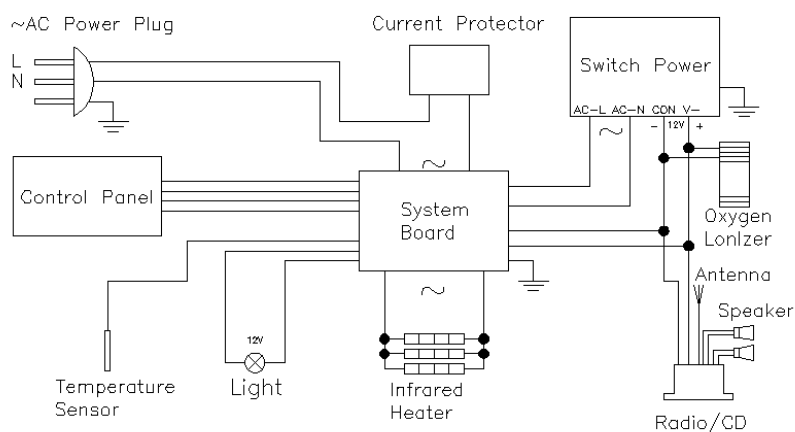 ~AC Power Plug
L
N
Current Protector
Switch Power
AC-L AC-N CON V-
~ - 12V +
Control Panel
~
System
Board
Oxygen
LonIzer
Antenna
~
Speaker
12V
Temperature
Sensor
Light
Infrared
Heater
Radio/CD